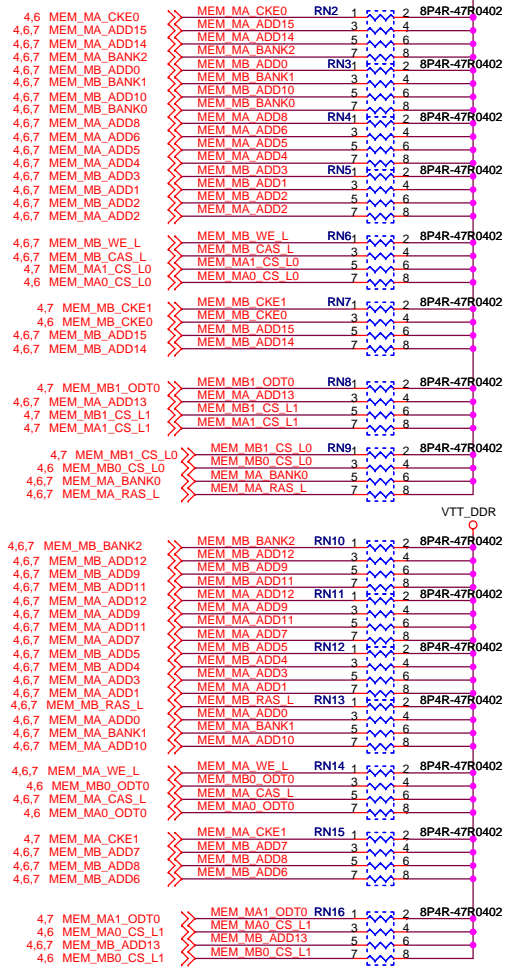 4,6 MEM_MA_CKE0 MEM_MA_CKE0 RN2 1 2 8P4R-47R0402
4,6,7 MEM_MA_ADD15 MEM_MA_ADD15 3 4
4,6,7 MEM_MA_ADD14 MEM_MA_ADD14 5 6
4,6,7 MEM_MA_BANK2 MEM_MA_BANK2 7 8
4,6,7 MEM_MB_ADD0 MEM_MB_ADD0 RN3 1 2 8P4R-47R0402
4,6,7 MEM_MB_BANK1 MEM_MB_BANK1 3 4
4,6,7 MEM_MB_ADD10 MEM_MB_ADD10 5 6
4,6,7 MEM_MB_BANK0 MEM_MB_BANK0 7 8
4,6,7 MEM_MA_ADD8 MEM_MA_ADD8 RN4 1 2 8P4R-47R0402
4,6,7 MEM_MA_ADD6 MEM_MA_ADD6 3 4
4,6,7 MEM_MA_ADD5 MEM_MA_ADD5 5 6
4,6,7 MEM_MA_ADD4 MEM_MA_ADD4 7 8
4,6,7 MEM_MB_ADD3 MEM_MB_ADD3 RN5 1 2 8P4R-47R0402
4,6,7 MEM_MB_ADD1 MEM_MB_ADD1 3 4
4,6,7 MEM_MB_ADD2 MEM_MB_ADD2 5 6
4,6,7 MEM_MA_ADD2 MEM_MA_ADD2 7 8
4,6,7 MEM_MB_WE_L MEM_MB_WE_L RN6 1 2 8P4R-47R0402
4,6,7 MEM_MB_CAS_L MEM_MB_CAS_L 3 4
4,7 MEM_MA1_CS_L0 MEM_MA1_CS_L0 5 6
4,6 MEM_MA0_CS_L0 MEM_MA0_CS_L0 7 8
4,7 MEM_MB_CKE1 MEM_MB_CKE1 RN7 1 2 8P4R-47R0402
4,6 MEM_MB_CKE0 MEM_MB_CKE0 3 4
4,6,7 MEM_MB_ADD15 MEM_MB_ADD15 5 6
4,6,7 MEM_MB_ADD14 MEM_MB_ADD14 7 8
4,7 MEM_MB1_ODT0 MEM_MB1_ODT0 RN8 1 2 8P4R-47R0402
4,6,7 MEM_MA_ADD13 MEM_MA_ADD13 3 4
4,7 MEM_MB1_CS_L1 MEM_MB1_CS_L1 5 6
4,7 MEM_MA1_CS_L1 MEM_MA1_CS_L1 7 8
4,7 MEM_MB1_CS_L0 MEM_MB1_CS_L0 RN9 1 2 8P4R-47R0402
4,6 MEM_MB0_CS_L0 MEM_MB0_CS_L0 3 4
4,6,7 MEM_MA_BANK0 MEM_MA_BANK0 5 6
4,6,7 MEM_MA_RAS_L MEM_MA_RAS_L 7 8
VTT_DDR
4,6,7 MEM_MB_BANK2 MEM_MB_BANK2 RN10 1 2 8P4R-47R0402
4,6,7 MEM_MB_ADD12 MEM_MB_ADD12 3 4
4,6,7 MEM_MB_ADD9 MEM_MB_ADD9 5 6
4,6,7 MEM_MB_ADD11 MEM_MB_ADD11 7 8
4,6,7 MEM_MA_ADD12 MEM_MA_ADD12 RN11 1 2 8P4R-47R0402
4,6,7 MEM_MA_ADD9 MEM_MA_ADD9 3 4
4,6,7 MEM_MA_ADD11 MEM_MA_ADD11 5 6
4,6,7 MEM_MA_ADD7 MEM_MA_ADD7 7 8
4,6,7 MEM_MB_ADD5 MEM_MB_ADD5 RN12 1 2 8P4R-47R0402
4,6,7 MEM_MB_ADD4 MEM_MB_ADD4 3 4
4,6,7 MEM_MA_ADD3 MEM_MA_ADD3 5 6
4,6,7 MEM_MA_ADD1 MEM_MA_ADD1 7 8
4,6,7 MEM_MB_RAS_L MEM_MB_RAS_L RN13 1 2 8P4R-47R0402
4,6,7 MEM_MA_ADD0 MEM_MA_ADD0 3 4
4,6,7 MEM_MA_BANK1 MEM_MA_BANK1 5 6
4,6,7 MEM_MA_ADD10 MEM_MA_ADD10 7 8
4,6,7 MEM_MA_WE_L MEM_MA_WE_L RN14 1 2 8P4R-47R0402
4,6 MEM_MB0_ODT0 MEM_MB0_ODT0 3 4
4,6,7 MEM_MA_CAS_L MEM_MA_CAS_L 5 6
4,6 MEM_MA0_ODT0 MEM_MA0_ODT0 7 8
4,7 MEM_MA_CKE1 MEM_MA_CKE1 RN15 1 2 8P4R-47R0402
4,6,7 MEM_MB_ADD7 MEM_MB_ADD7 3 4
4,6,7 MEM_MB_ADD8 MEM_MB_ADD8 5 6
4,6,7 MEM_MB_ADD6 MEM_MB_ADD6 7 8
4,7 MEM_MA1_ODT0 MEM_MA1_ODT0 RN16 1 2 8P4R-47R0402
4,6 MEM_MA0_CS_L1 MEM_MA0_CS_L1 3 4
4,6,7 MEM_MB_ADD13 MEM_MB_ADD13 5 6
4,6 MEM_MB0_CS_L1 MEM_MB0_CS_L1 7 8